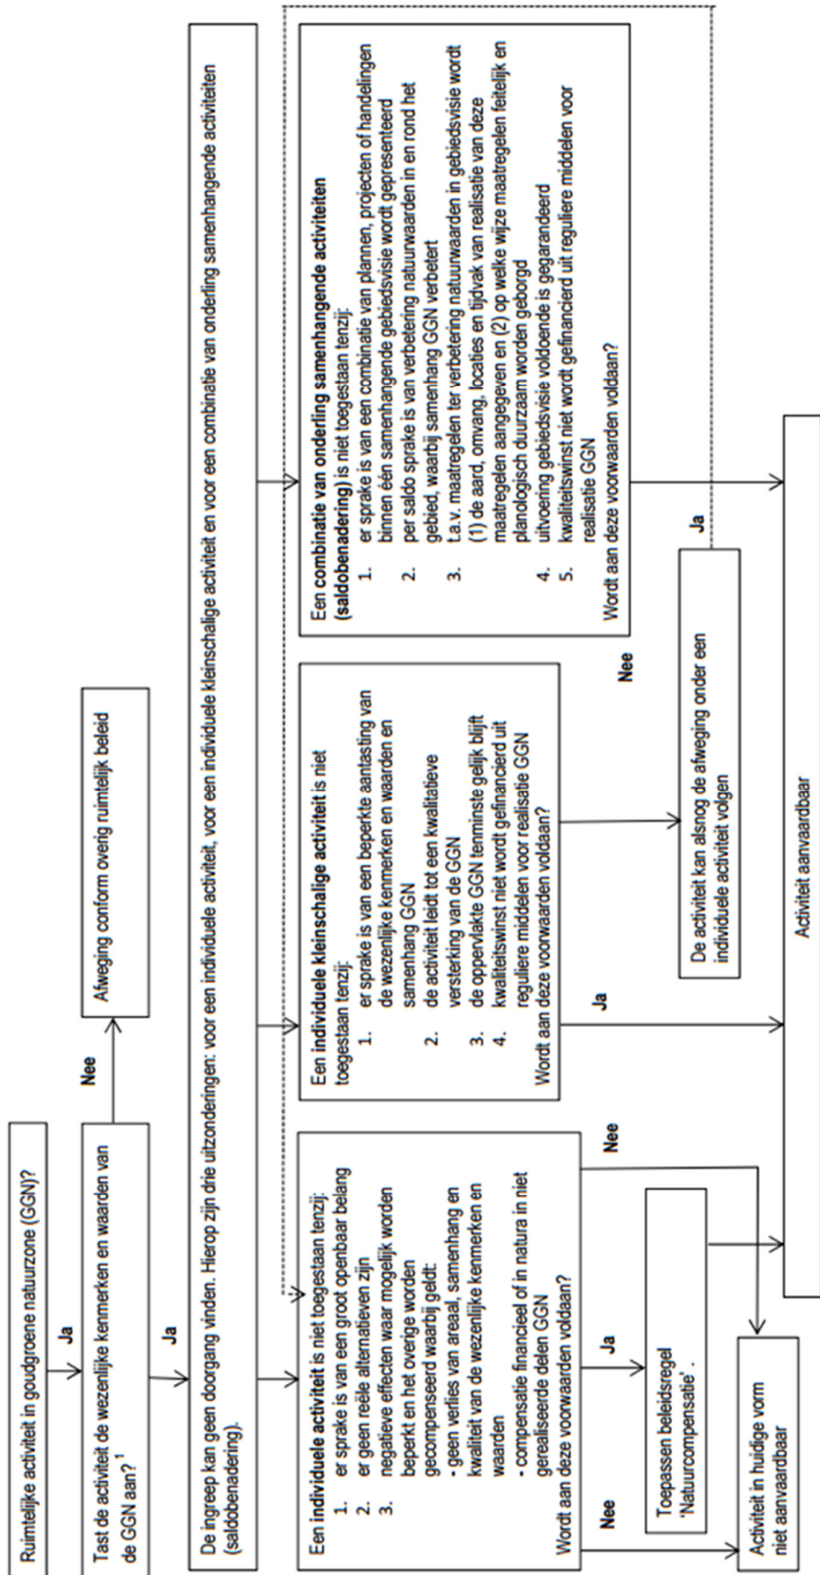 Ruimtelijke activiteit in goudgroene natuurzone (GGN)?
Ja
Tast de activiteit de wezenlijke kenmerken en waarden van
de GGN aan? 1
Nee
Afweging conform overig ruimtelijk beleid
Ja
De ingreep kan geen doorgang vinden. Hierop zijn drie uitzonderingen: voor een individuele activiteit, voor een individuele kleinschalige activiteit en voor een combinatie van onderling samenhangende activiteiten
(saldobenadering).
Een individuele activiteit is niet toegestaan tenzij:
1. er sprake is van een groot openbaar belang
2. er geen reële alternatieven zijn
3. negatieve effecten waar mogelijk worden
beperkt en het overige worden
gecompenseerd waarbij geldt:
- geen verlies van areaal, samenhang en
kwaliteit van de wezenlijke kenmerken en
waarden
- compensatie financieel of in natura in niet
gerealiseerde delen GGN
Wordt aan deze voorwaarden voldaan?
Een individuele kleinschalige activiteit is niet
toegestaan tenzij:
1. er sprake is van een beperkte aantasting van
de wezenlijke kenmerken en waarden en
samenhang GGN
2. de activiteit leidt tot een kwalitatieve
versterking van de GGN
3. de oppervlakte GGN tenminste gelijk blijft
4. kwaliteitswinst niet wordt gefinancierd uit
reguliere middelen voor realisatie GGN
Wordt aan deze voorwaarden voldaan?
Een combinatie van onderling samenhangende activiteiten
(saldobenadering) is niet toegestaan tenzij:
1. er sprake is van een combinatie van plannen, projecten of handelingen
binnen één samenhangende gebiedsvisie wordt gepresenteerd
2. per saldo sprake is van verbetering natuurwaarden in en rond het
gebied, waarbij samenhang GGN verbetert
3. t.a.v. maatregelen ter verbetering natuurwaarden in gebiedsvisie wordt
(1) de aard, omvang, locaties en tijdvak van realisatie van deze
maatregelen aangegeven en (2) op welke wijze maatregelen feitelijk en
planologisch duurzaam worden geborgd
4. uitvoering gebiedsvisie voldoende is gegarandeerd
5. kwaliteitswinst niet wordt gefinancierd uit reguliere middelen voor
realisatie GGN
Wordt aan deze voorwaarden voldaan?
Nee
Ja
Nee
Ja
Nee
Ja
Toepassen beleidsregel
'Natuurcompensatie' .
De activiteit kan alsnog de afweging onder een
individuele activiteit volgen
Activiteit in huidige vorm
niet aanvaardbaar
Activiteit aanvaardbaar